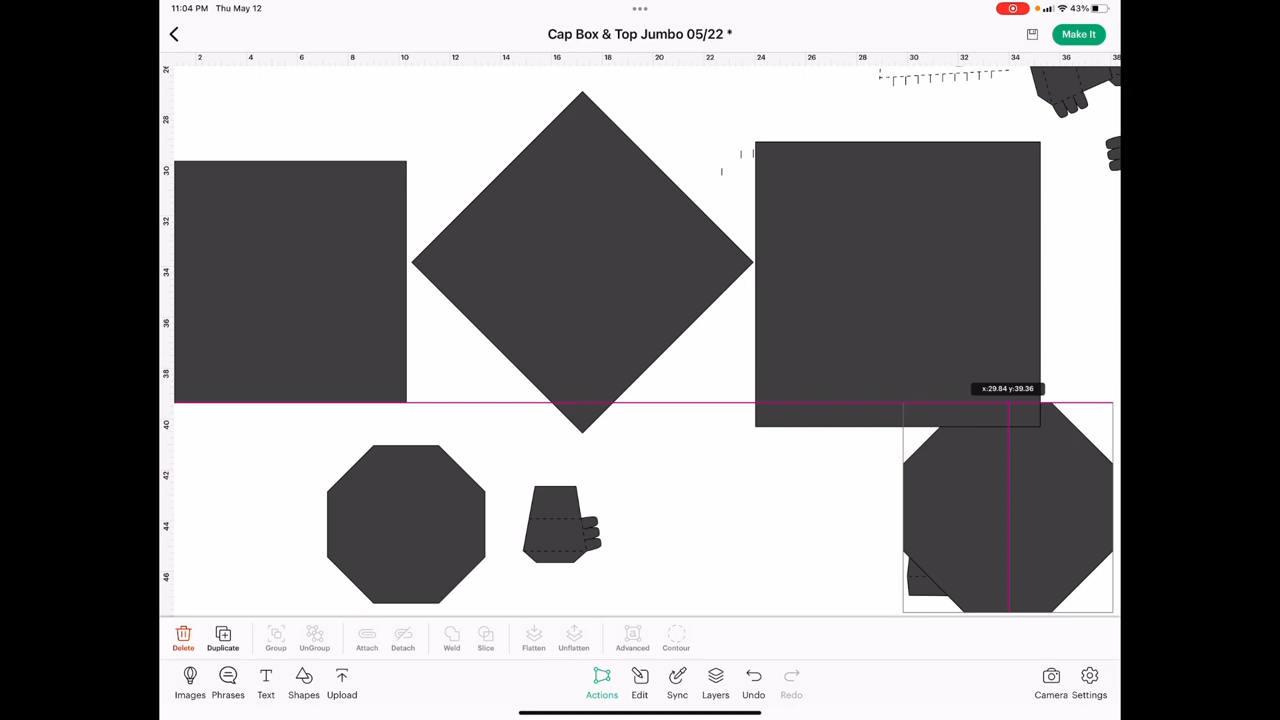 11:04 PM Thu May 12
43%
Cap Box & Top Jumbo 05/22 *
Make It
2 4 6 8 10 12 14 16 18 20 22 24 26 28 30 32 34 36 38
26
28
30
32
34
36
38
40
42
44
46
x:29.84 y:39.36
Delete Duplicate Group UnGroup Attach Detach Weld Slice Flatten Unflatten Advanced Contour
Images Phrases Text Shapes Upload Actions Edit Sync Layers Undo Redo Camera Settings